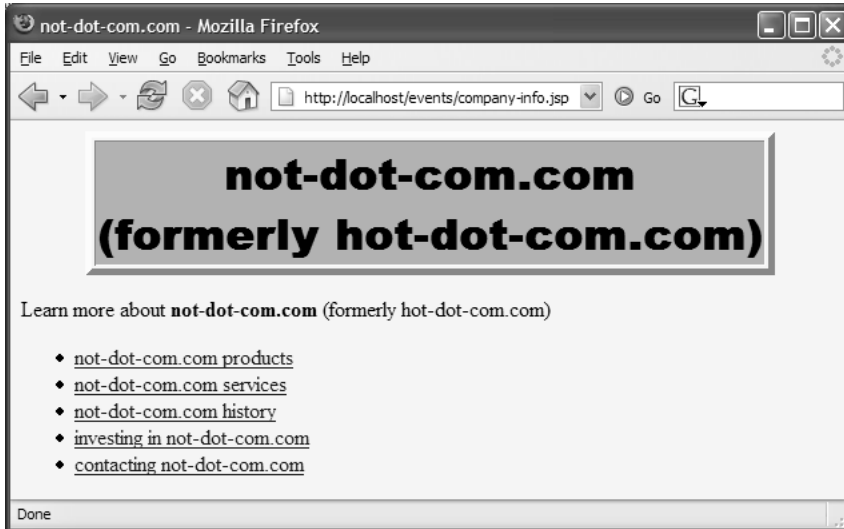 not-dot-com.com - Mozilla Firefox
File Edit View Go Bookmarks Tools Help
http://localhost/events/company-info.jsp Go G
not-dot-com.com
(formerly hot-dot-com.com)
Learn more about not-dot-com.com (formerly hot-dot-com.com)
not-dot-com.com products
not-dot-com.com services
not-dot-com.com history
investing in not-dot-com.com
contacting not-dot-com.com
Done